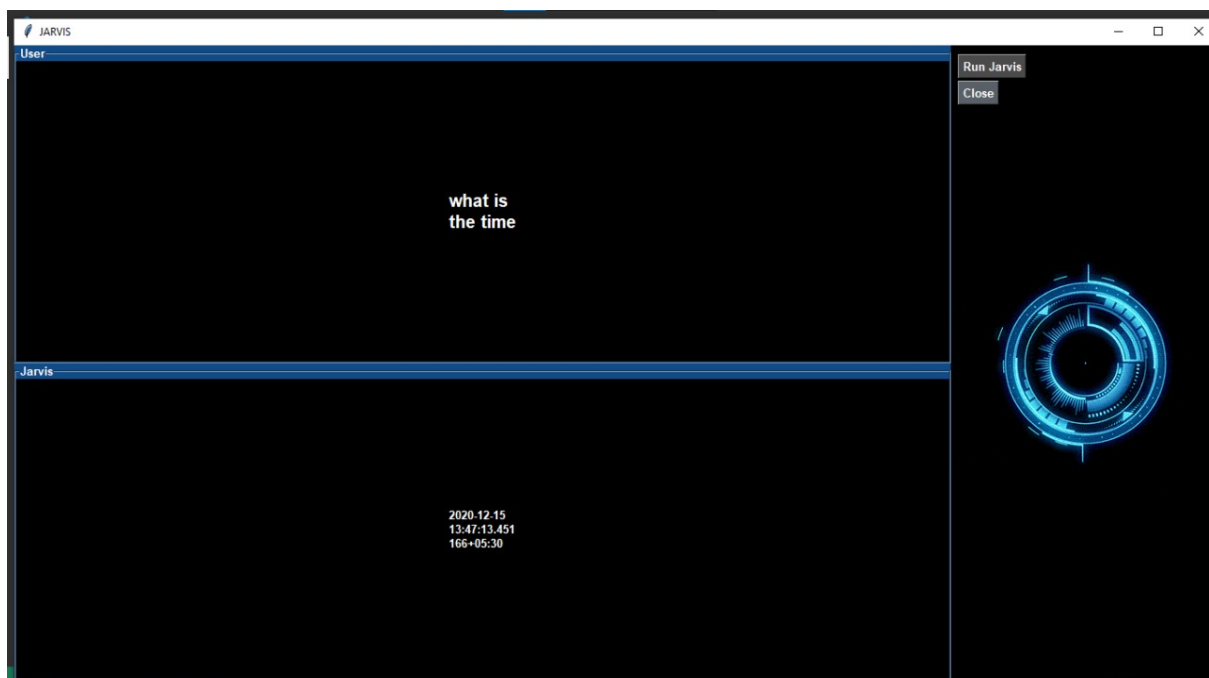 JARVIS
User
Run Jarvis
Close
what is
the time
Jarvis
2020-12-15
13:47:13.451
166+05:30